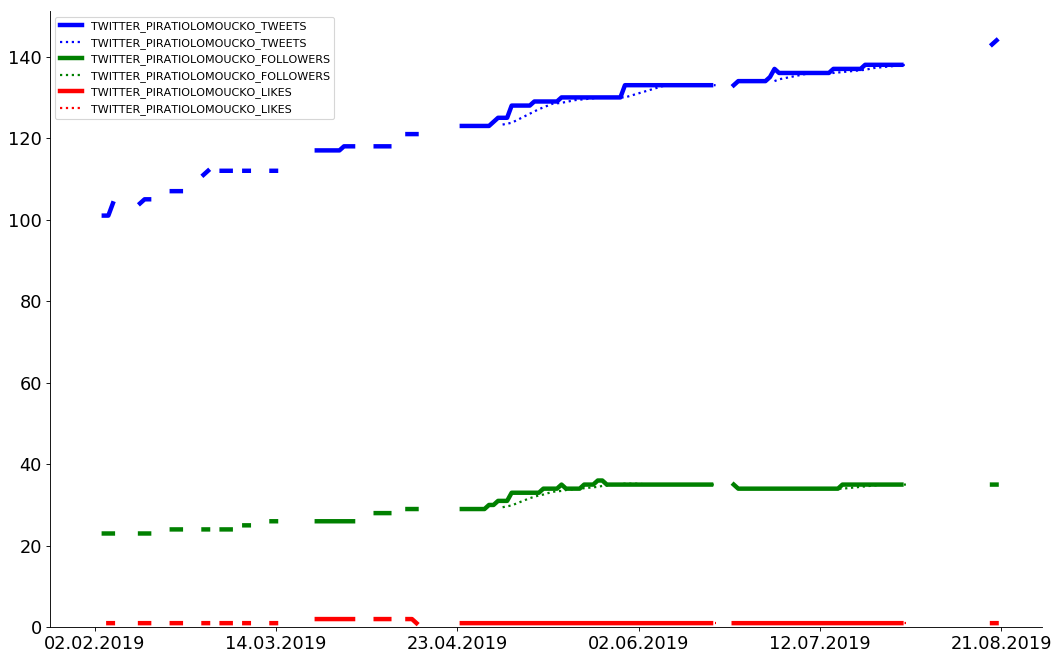 TWITTER_PIRATIOLOMOUCKO_TWEETS
TWITTER_PIRATIOLOMOUCKO_TWEETS
TWITTER_PIRATIOLOMOUCKO_FOLLOWERS
TWITTER_PIRATIOLOMOUCKO_FOLLOWERS
TWITTER_PIRATIOLOMOUCKO_LIKES
TWITTER_PIRATIOLOMOUCKO_LIKES
140
120
100
80
60
40
20
0
02.02.2019 14.03.2019 23.04.2019 02.06.2019 12.07.2019 21.08.2019